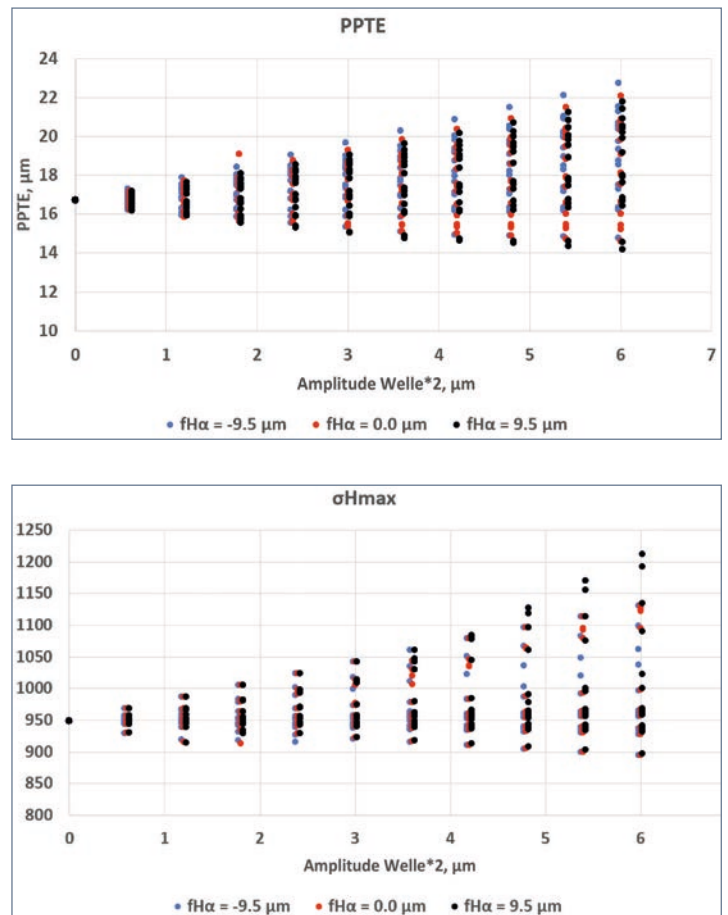 PPTE
24
22
20
18
16
14
12
10
PPTE, µm
0 1 2 3 4 5 6 7
Amplitude Welle*2, µm
fHα = -9.5 µm fHα = 0.0 µm fHα = 9.5 µm
σHmax
1250
1200
1150
1100
1050
1000
950
900
850
800
0 1 2 3 4 5 6
Amplitude Welle*2, µm
fHα = -9.5 µm fHα = 0.0 µm fHα = 9.5 µm